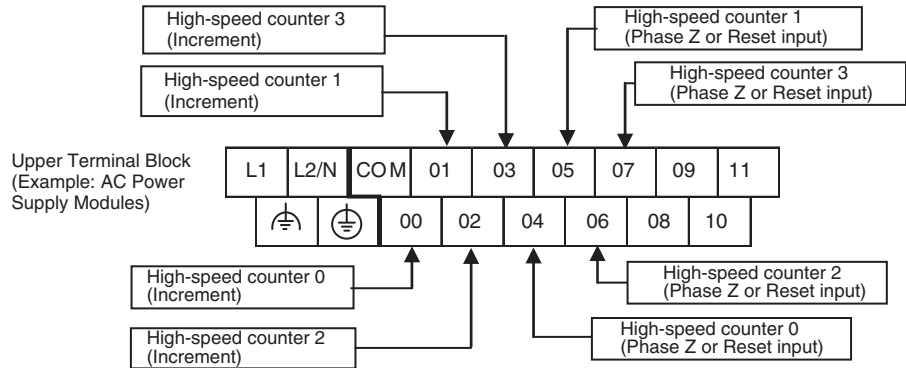 High-speed counter 3
(Increment)
High-speed counter 1
(Phase Z or Reset input)
High-speed counter 1
(Increment)
High-speed counter 3
(Phase Z or Reset input)
Upper Terminal Block
(Example: AC Power
Supply Modules)
L1 L2/N COM 01 03 05 07 09 11
00 02 04 06 08 10
High-speed counter 0
(Increment)
High-speed counter 2
(Phase Z or Reset input)
High-speed counter 2
(Increment)
High-speed counter 0
(Phase Z or Reset input)